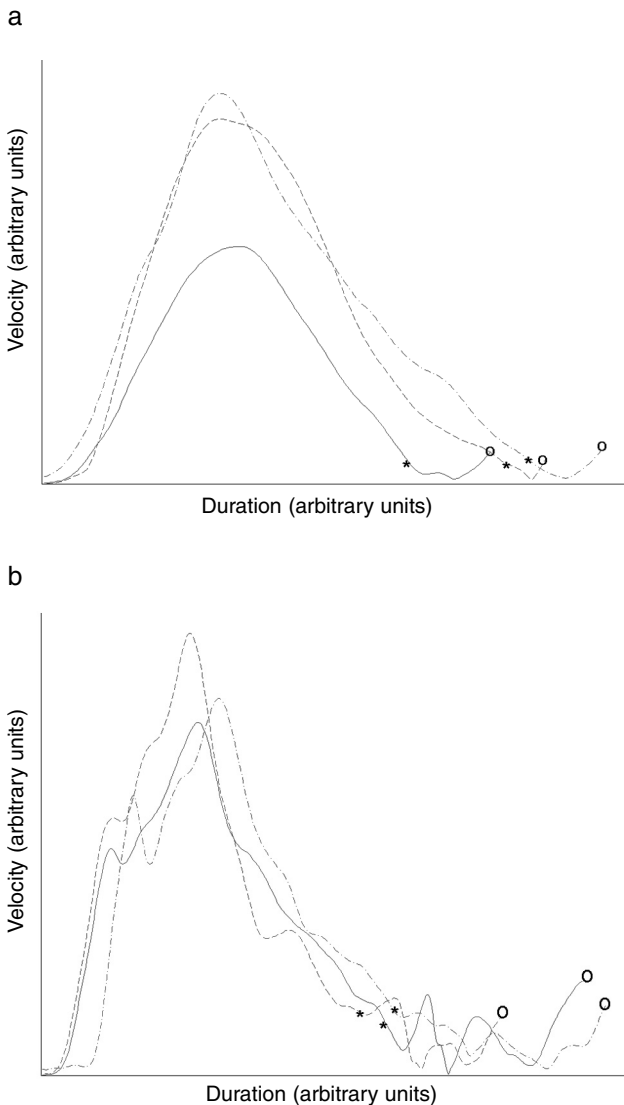 a
Velocity (arbitrary units)
* o * * o o
Duration (arbitrary units)
b
Velocity (arbitrary units)
* * * o o o
Duration (arbitrary units)